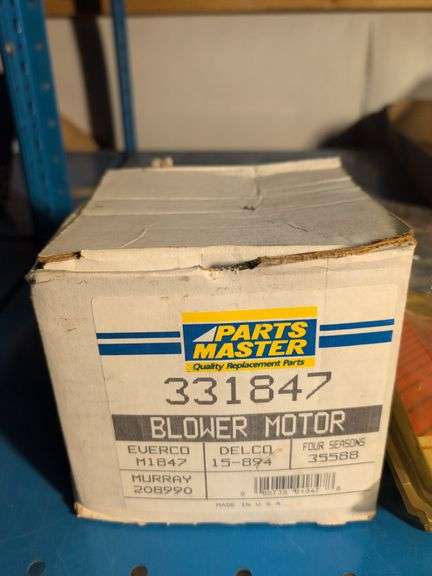 PARTS
MASTER
Quality Replacement Parts
331847
BLOWER MOTOR
EVERCO DELCO FOUR SEASONS
M1847 15-894 35588
MURRAY
208990
MADE IN U.S.A